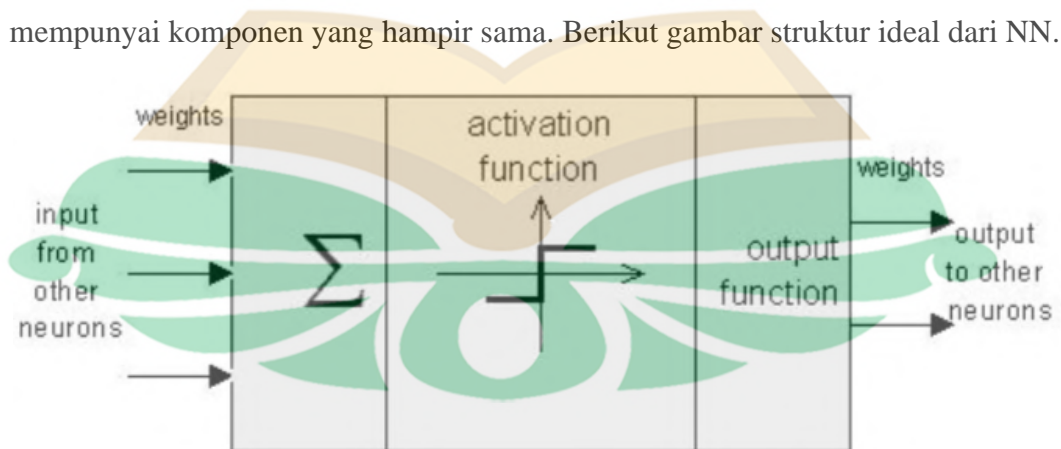 mempunyai komponen yang hampir sama. Berikut gambar struktur ideal dari NN.
weights
input
from
other
neurons
Σ
activation
function
output
function
weights
output
to other
neurons